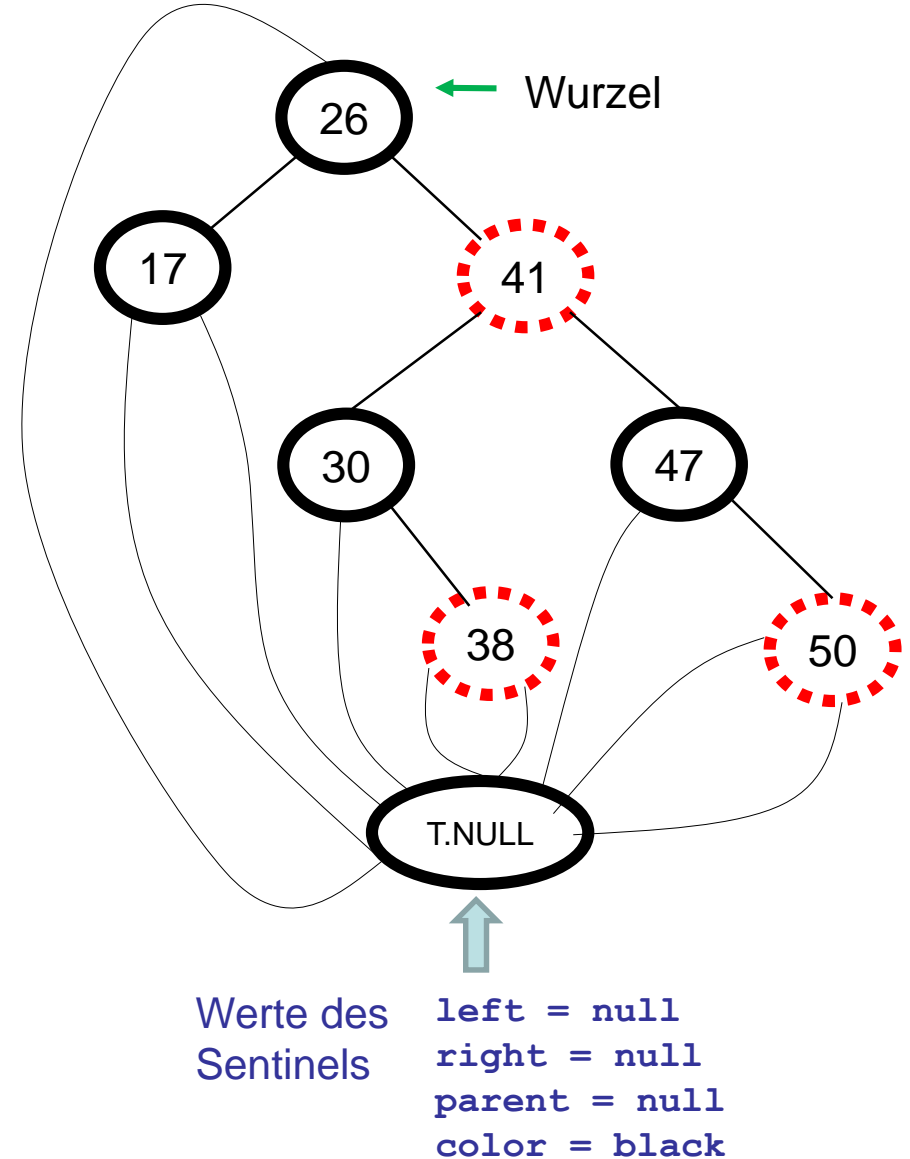 26
Wurzel
17
41
30
47
38
50
T.NULL
Werte des
Sentinels
left = null
right = null
parent = null
color = black